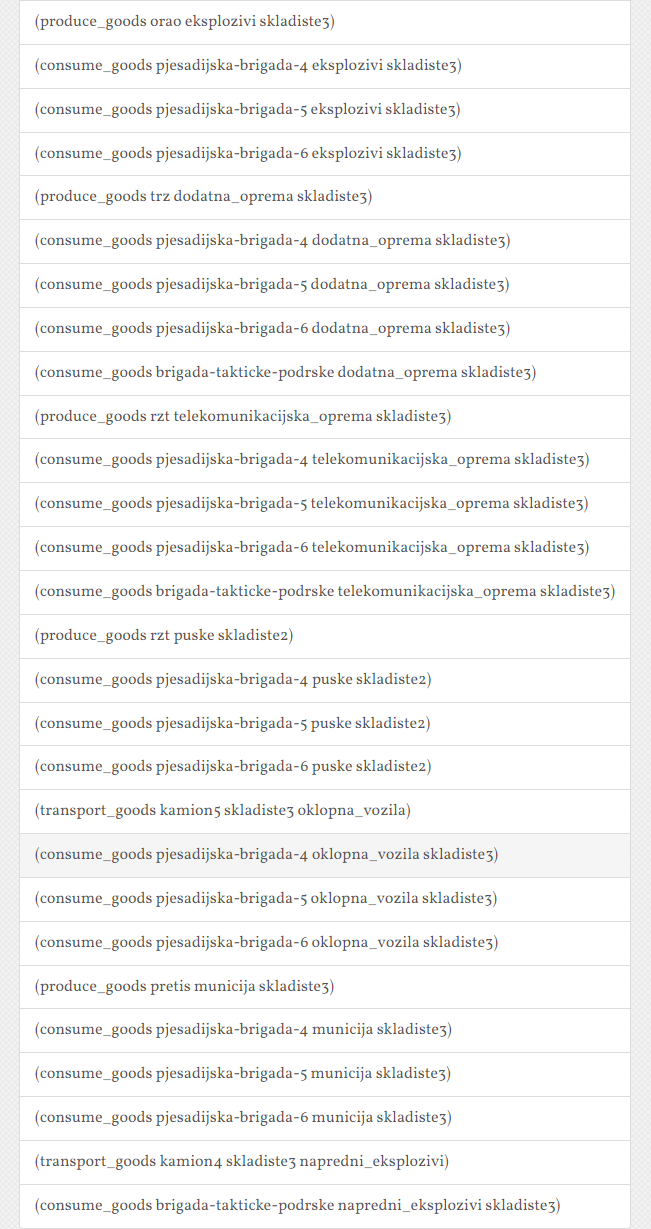 (produce_goods orao eksplozivi skladiste3)
(consume_goods pjesadijska-brigada-4 eksplozivi skladiste3)
(consume_goods pjesadijska-brigada-5 eksplozivi skladiste3)
(consume_goods pjesadijska-brigada-6 eksplozivi skladiste3)
(produce_goods trz dodatna_oprema skladiste3)
(consume_goods pjesadijska-brigada-4 dodatna_oprema skladiste3)
(consume_goods pjesadijska-brigada-5 dodatna_oprema skladiste3)
(consume_goods pjesadijska-brigada-6 dodatna_oprema skladiste3)
(consume_goods brigada-takticke-podrske dodatna_oprema skladiste3)
(produce_goods rzt telekomunikacijska_oprema skladiste3)
(consume_goods pjesadijska-brigada-4 telekomunikacijska_oprema skladiste3)
(consume_goods pjesadijska-brigada-5 telekomunikacijska_oprema skladiste3)
(consume_goods pjesadijska-brigada-6 telekomunikacijska_oprema skladiste3)
(consume_goods brigada-takticke-podrske telekomunikacijska_oprema skladiste3)
(produce_goods rzt puske skladiste2)
(consume_goods pjesadijska-brigada-4 puske skladiste2)
(consume_goods pjesadijska-brigada-5 puske skladiste2)
(consume_goods pjesadijska-brigada-6 puske skladiste2)
(transport_goods kamion5 skladiste3 oklopna_vozila)
(consume_goods pjesadijska-brigada-4 oklopna_vozila skladiste3)
(consume_goods pjesadijska-brigada-5 oklopna_vozila skladiste3)
(consume_goods pjesadijska-brigada-6 oklopna_vozila skladiste3)
(produce_goods pretis municija skladiste3)
(consume_goods pjesadijska-brigada-4 municija skladiste3)
(consume_goods pjesadijska-brigada-5 municija skladiste3)
(consume_goods pjesadijska-brigada-6 municija skladiste3)
(transport_goods kamion4 skladiste3 napredni_eksplozivi)
(consume_goods brigada-takticke-podrske napredni_eksplozivi skladiste3)